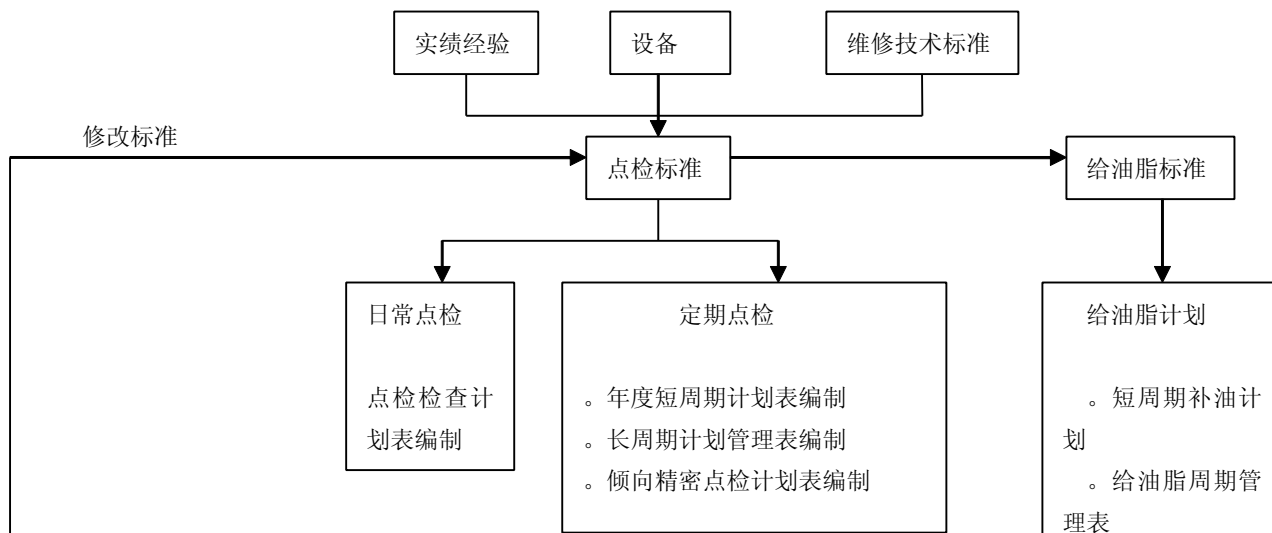 实绩经验
设备
维修技术标准
修改标准
点检标准
给油脂标准
日常点检
点检检查计
划表编制
定期点检
。年度短周期计划表编制
。长周期计划管理表编制
。倾向精密点检计划表编制
给油脂计划
。短周期补油计
划
。给油脂周期管
理表